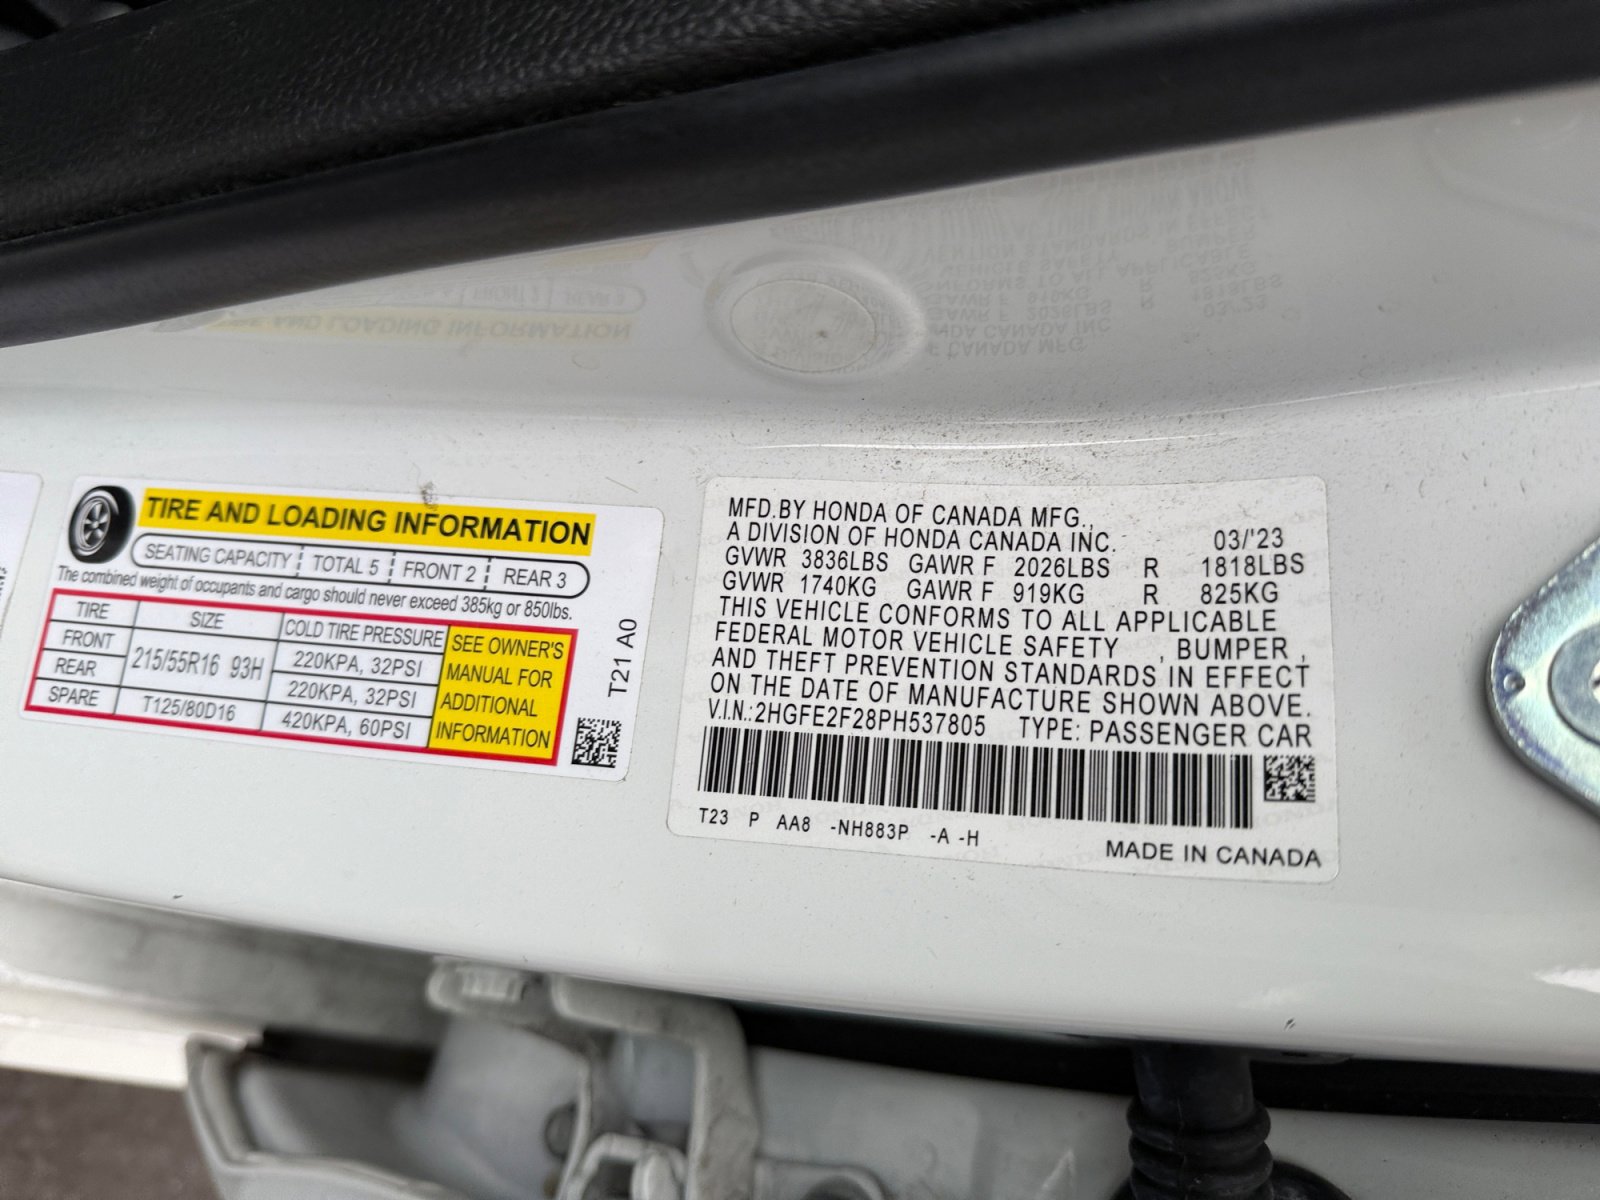 TIRE AND LOADING INFORMATION
SEATING CAPACITY TOTAL 5 FRONT 2 REAR 3
The combined weight of occupants and cargo should never exceed 385kg or 850lbs.
TIRE SIZE COLD TIRE PRESSURE
FRONT 215/55R16 93H 220KPA, 32PSI
REAR 220KPA, 32PSI
SPARE T125/80D16 420KPA, 60PSI
SEE OWNER'S
MANUAL FOR
ADDITIONAL
INFORMATION
T21 A0
MFD.BY HONDA OF CANADA MFG.,
A DIVISION OF HONDA CANADA INC. 03/'23
GVWR 3836LBS GAWR F 2026LBS R 1818LBS
GVWR 1740KG GAWR F 919KG R 825KG
THIS VEHICLE CONFORMS TO ALL APPLICABLE
FEDERAL MOTOR VEHICLE SAFETY , BUMPER ,
AND THEFT PREVENTION STANDARDS IN EFFECT
ON THE DATE OF MANUFACTURE SHOWN ABOVE.
V.I.N.: 2HGFE2F28PH537805 TYPE: PASSENGER CAR
T23 P AA8 -NH883P -A -H
MADE IN CANADA